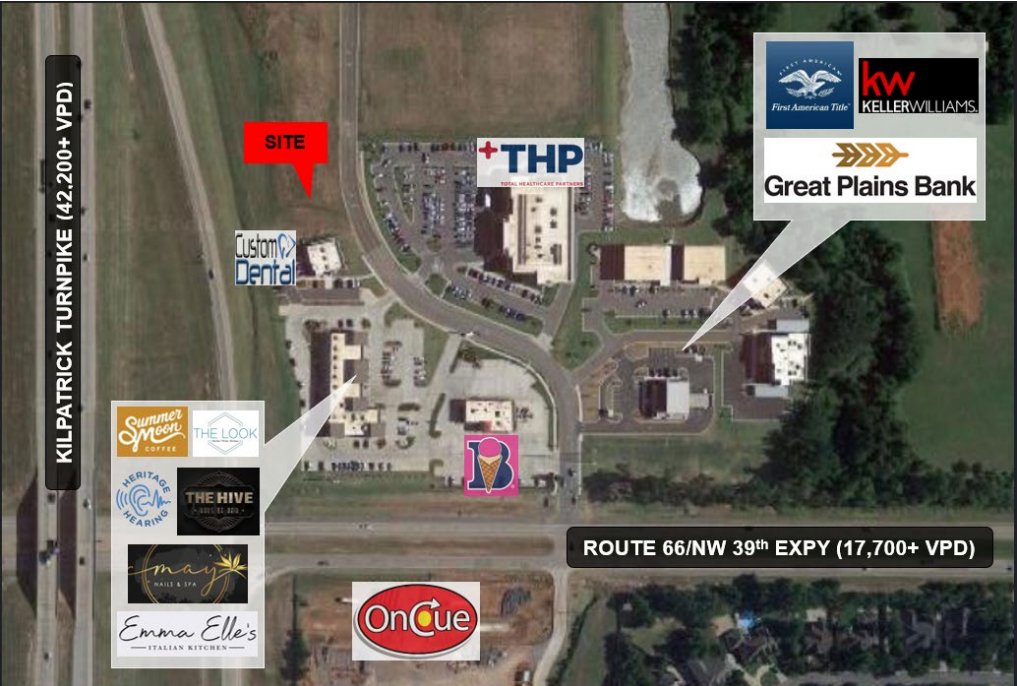 KILPATRICK TURNPIKE (42,200+ VPD)
SITE
+THP
TOTAL HEALTHCARE PARTNERS
FIRST AMERICAN
First American Title
kw
KELLERWILLIAMS.
Great Plains Bank
Custom
Dental
Summer
Moon
COFFEE
THE LOOK
HERITAGE
HEARING
THE HIVE
may
NAILS & SPA
Emma Elle's
ITALIAN KITCHEN
B
ROUTE 66/NW 39th EXPY (17,700+ VPD)
OnCue